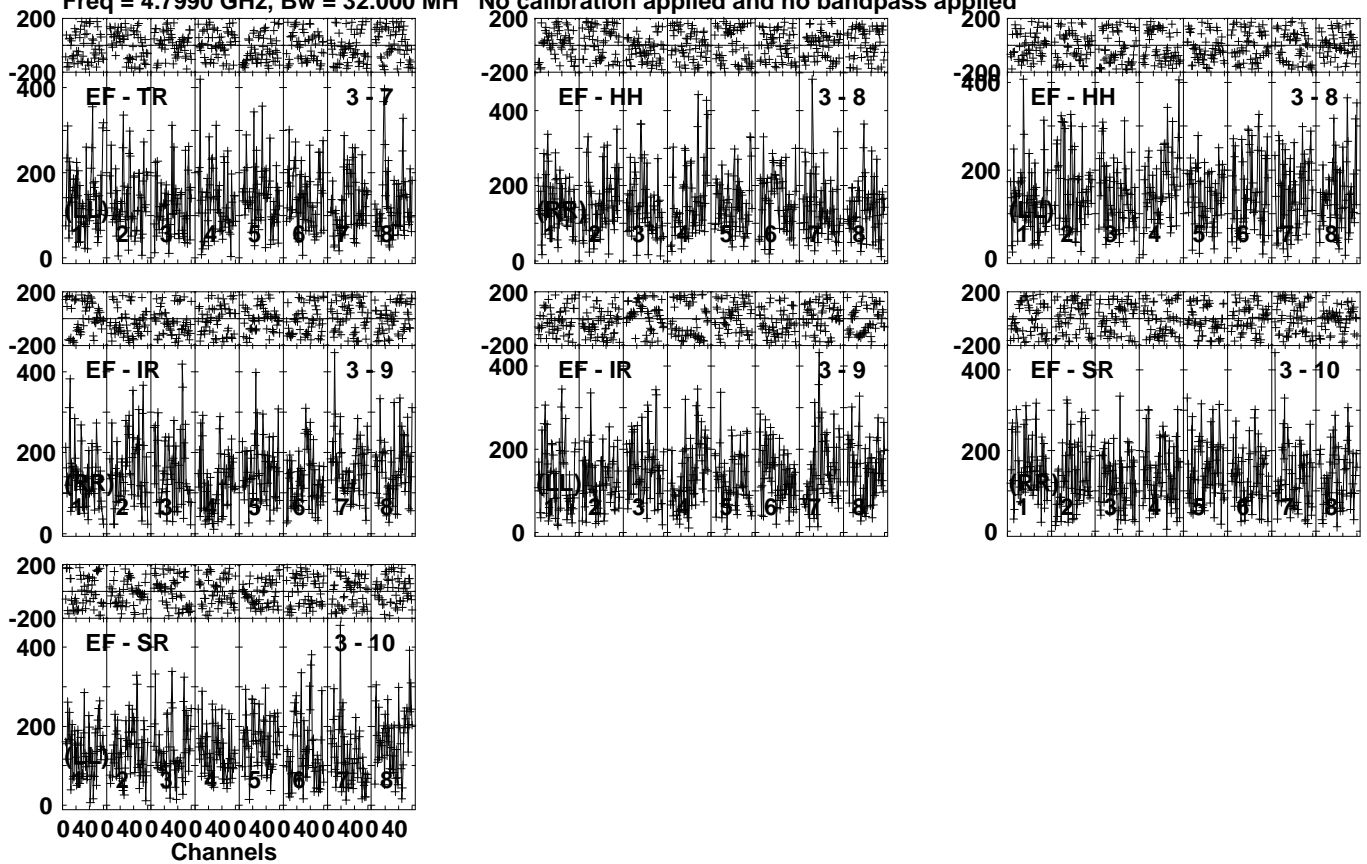 Freq = 4.7990 GHz, Bw = 32.000 MH No calibration applied and no bandpass applied
200
-200
400
200
0
EF - TR 3 - 7
(LL)
1 2 3 4 5 6 7 8
200
-200
400
200
0
EF - HH 3 - 8
(RR)
1 2 3 4 5 6 7 8
200
-200
400
200
0
EF - HH 3 - 8
(LL)
1 2 3 4 5 6 7 8
200
-200
400
200
0
EF - IR 3 - 9
(RR)
1 2 3 4 5 6 7 8
200
-200
400
200
0
EF - IR 3 - 9
(LL)
1 2 3 4 5 6 7 8
200
-200
400
200
0
EF - SR 3 - 10
(RR)
1 2 3 4 5 6 7 8
200
-200
400
200
0
EF - SR 3 - 10
(LL)
1 2 3 4 5 6 7 8
0 40 0 40 0 40 0 40 0 40 0 40 0 40 0 40
Channels